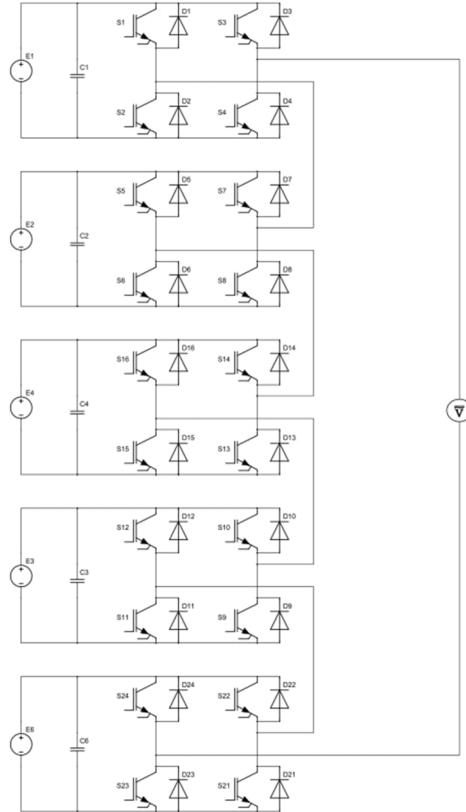 S1 D1 S3 D3
E1 C1
S2 D2 S4 D4
S5 D5 S7 D7
E2 C2
S6 D6 S8 D8
S16 D16 S14 D14
E4 C4
S15 D15 S13 D13
S12 D12 S10 D10
E3 C3
S11 D11 S9 D9
S24 D24 S22 D22
E6 C6
S23 D23 S21 D21
V